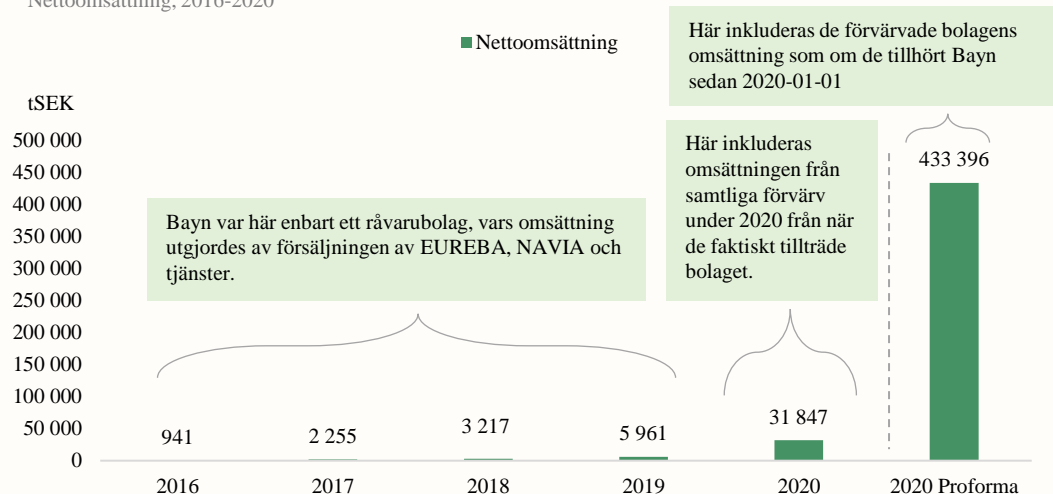 Nettoomsättning, 2016-2020
Nettoomsättning
Här inkluderas de förvärvade bolagens
omsättning som om de tillhört Bayn
sedan 2020-01-01
tSEK
500 000
450 000
400 000
350 000
300 000
250 000
200 000
150 000
100 000
50 000
0
Bayn var här enbart ett råvarubolag, vars omsättning
utgjordes av försäljningen av EUREBA, NAVIA och
tjänster.
Här inkluderas
omsättningen från
samtliga förvärv
under 2020 från när
de faktiskt tillträde
bolaget.
941
2 255
3 217
5 961
31 847
433 396
2016
2017
2018
2019
2020
2020 Proforma